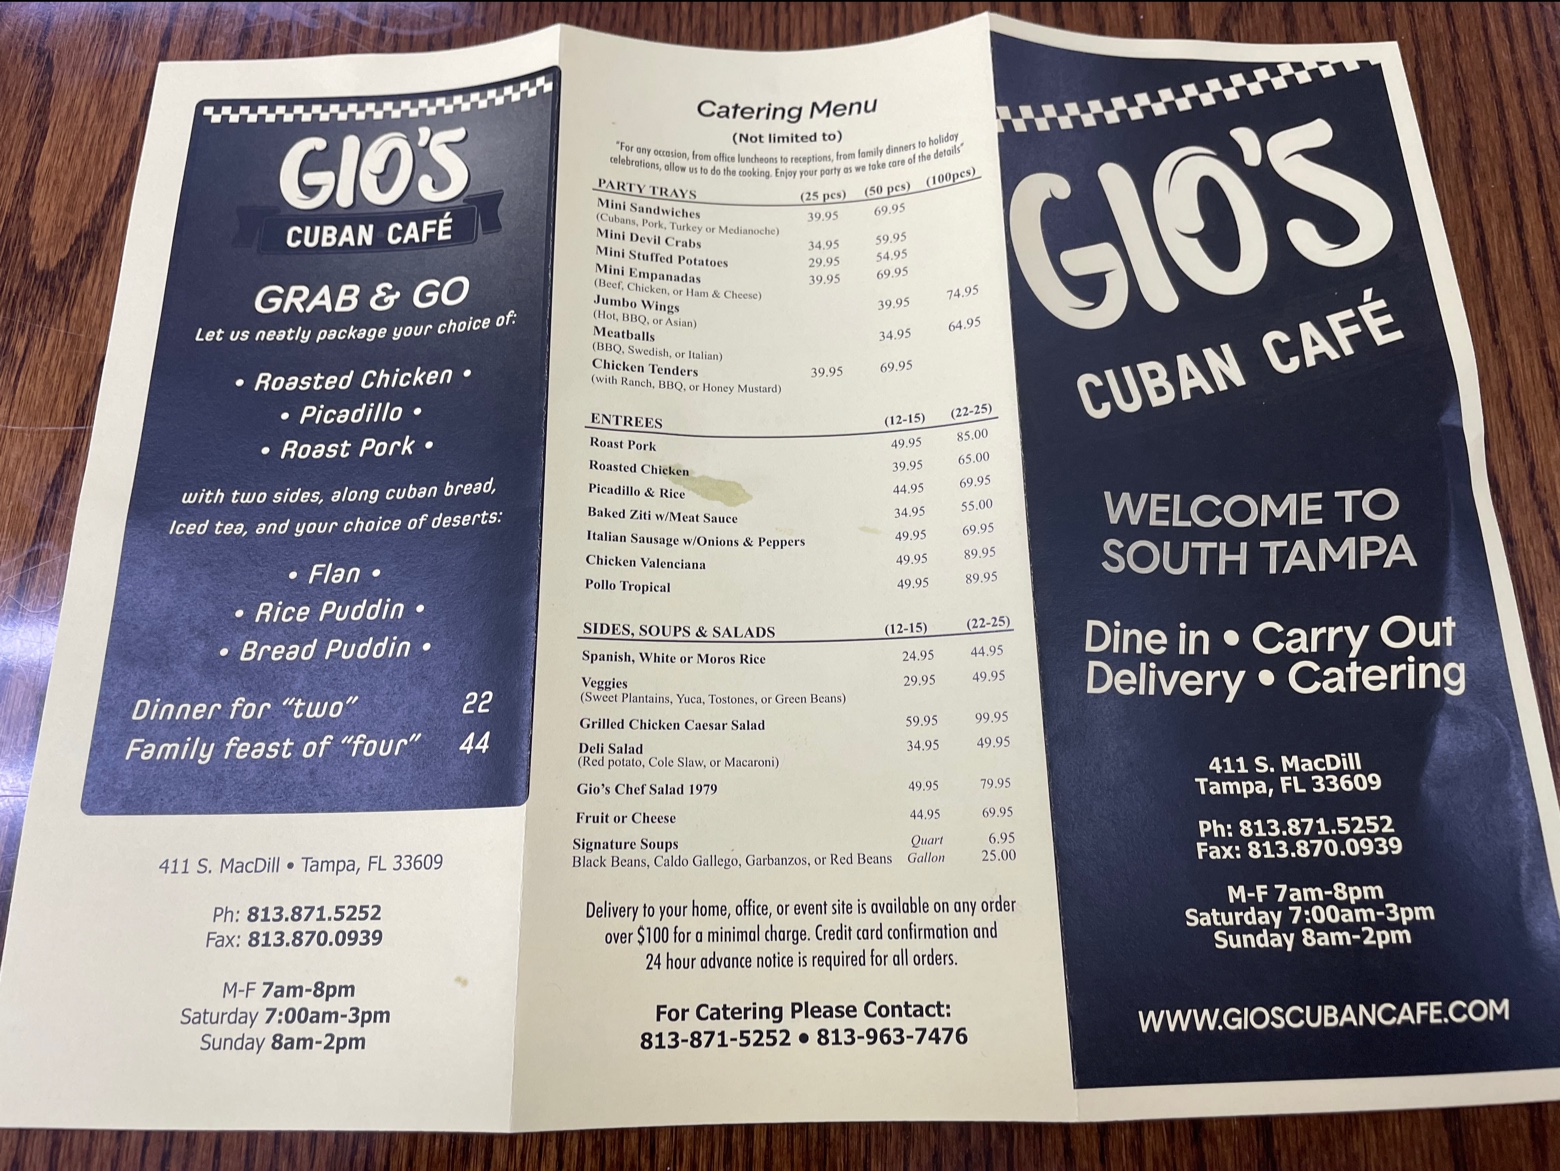 GIO'S
CUBAN CAFÉ
GRAB & GO
Let us neatly package your choice of:
• Roasted Chicken •
• Picadillo •
• Roast Pork •
with two sides, along cuban bread,
Iced tea, and your choice of deserts:
• Flan •
• Rice Puddin •
• Bread Puddin •
Dinner for "two" 22
Family feast of "four" 44
411 S. MacDill • Tampa, FL 33609
Ph: 813.871.5252
Fax: 813.870.0939
M-F 7am-8pm
Saturday 7:00am-3pm
Sunday 8am-2pm
Catering Menu
(Not limited to)
"For any occasion, from office luncheons to receptions, from family dinners to holiday
celebrations, allow us to do the cooking. Enjoy your party as we take care of the details"
PARTY TRAYS (25 pcs) (50 pcs) (100pcs)
Mini Sandwiches 39.95 69.95
(Cubans, Pork, Turkey or Medianoche)
Mini Devil Crabs 34.95 59.95
Mini Stuffed Potatoes 29.95 54.95
Mini Empanadas 39.95 69.95
(Beef, Chicken, or Ham & Cheese)
Jumbo Wings 39.95 74.95
(Hot, BBQ, or Asian)
Meatballs 34.95 64.95
(BBQ, Swedish, or Italian)
Chicken Tenders 39.95 69.95
(with Ranch, BBQ, or Honey Mustard)
ENTREES (12-15) (22-25)
Roast Pork 49.95 85.00
Roasted Chicken 39.95 65.00
Picadillo & Rice 44.95 69.95
Baked Ziti w/Meat Sauce 34.95 55.00
Italian Sausage w/Onions & Peppers 49.95 69.95
Chicken Valenciana 49.95 89.95
Pollo Tropical 49.95 89.95
SIDES, SOUPS & SALADS (12-15) (22-25)
Spanish, White or Moros Rice 24.95 44.95
Veggies 29.95 49.95
(Sweet Plantains, Yuca, Tostones, or Green Beans)
Grilled Chicken Caesar Salad 59.95 99.95
Deli Salad 34.95 49.95
(Red potato, Cole Slaw, or Macaroni)
Gio's Chef Salad 1979 49.95 79.95
Fruit or Cheese 44.95 69.95
Signature Soups Quart 6.95
Black Beans, Caldo Gallego, Garbanzos, or Red Beans Gallon 25.00
Delivery to your home, office, or event site is available on any order
over $100 for a minimal charge. Credit card confirmation and
24 hour advance notice is required for all orders.
For Catering Please Contact:
813-871-5252 • 813-963-7476
GIO'S
CUBAN CAFÉ
WELCOME TO
SOUTH TAMPA
Dine in • Carry Out
Delivery • Catering
411 S. MacDill
Tampa, FL 33609
Ph: 813.871.5252
Fax: 813.870.0939
M-F 7am-8pm
Saturday 7:00am-3pm
Sunday 8am-2pm
WWW.GIOSCUBANCAFE.COM